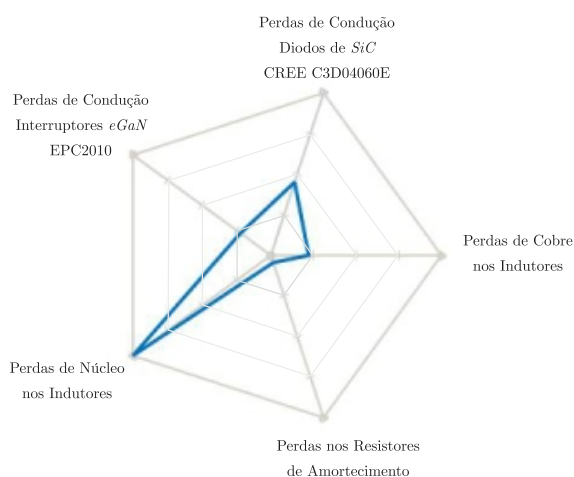 Perdas de Condução
Diodos de SiC
CREE C3D04060E
Perdas de Condução
Interruptores eGaN
EPC2010
Perdas de Cobre
nos Indutores
Perdas de Núcleo
nos Indutores
Perdas nos Resistores
de Amortecimento